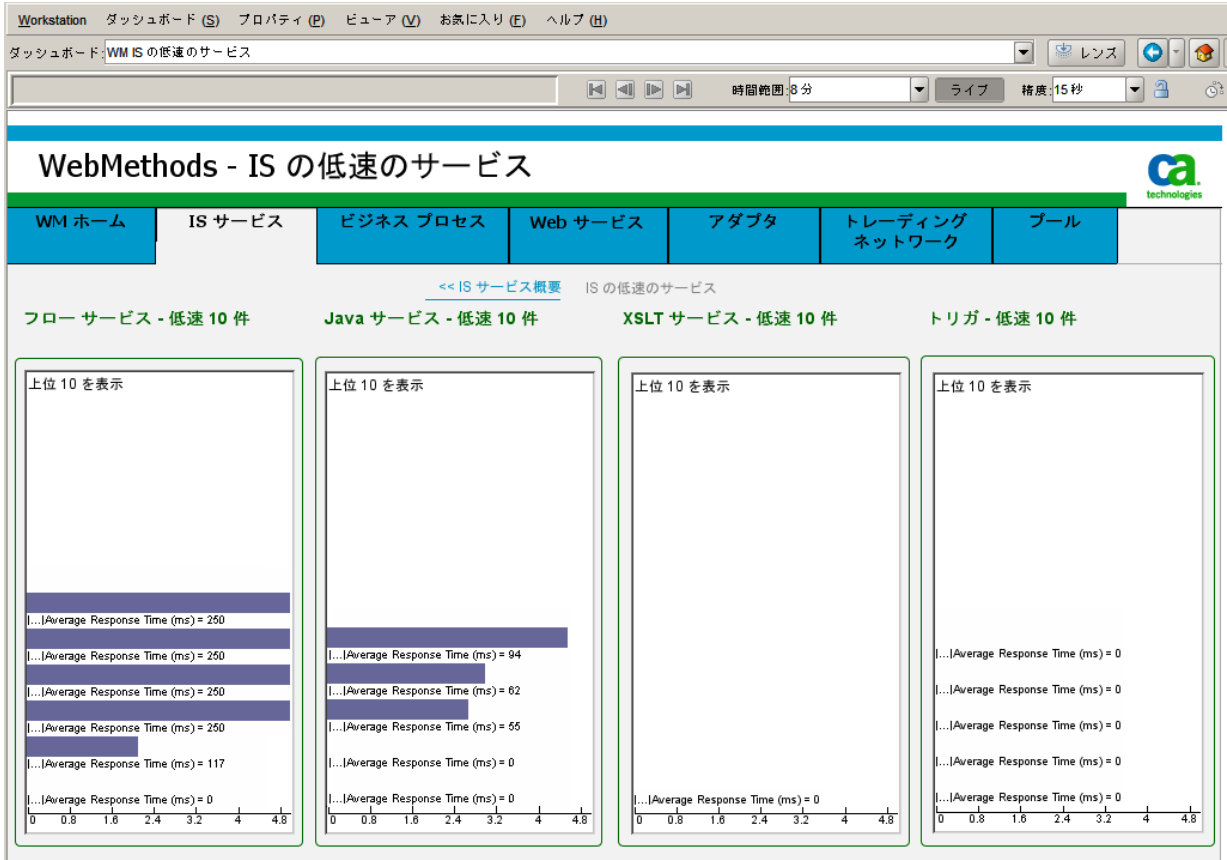 Workstation ダッシュボード (S) プロパティ (P) ビューア (V) お気に入り (F) ヘルプ (H)
ダッシュボード: WM IS の低速のサービス レンズ
時間範囲: 8 分 ライブ 精度: 15 秒
WebMethods - IS の低速のサービス
ca
technologies
WM ホーム
IS サービス
ビジネス プロセス
Web サービス
アダプタ
トレーディング
ネットワーク
プール
<< IS サービス概要 IS の低速のサービス
フロー サービス - 低速 10 件
上位 10 を表示
|...|Average Response Time (ms) = 250
|...|Average Response Time (ms) = 250
|...|Average Response Time (ms) = 250
|...|Average Response Time (ms) = 250
|...|Average Response Time (ms) = 117
|...|Average Response Time (ms) = 0
0 0.8 1.6 2.4 3.2 4 4.8
Java サービス - 低速 10 件
上位 10 を表示
|...|Average Response Time (ms) = 94
|...|Average Response Time (ms) = 62
|...|Average Response Time (ms) = 55
|...|Average Response Time (ms) = 0
|...|Average Response Time (ms) = 0
0 0.8 1.6 2.4 3.2 4 4.8
XSLT サービス - 低速 10 件
上位 10 を表示
|...|Average Response Time (ms) = 0
0 0.8 1.6 2.4 3.2 4 4.8
トリガ - 低速 10 件
上位 10 を表示
|...|Average Response Time (ms) = 0
|...|Average Response Time (ms) = 0
|...|Average Response Time (ms) = 0
|...|Average Response Time (ms) = 0
|...|Average Response Time (ms) = 0
0 0.8 1.6 2.4 3.2 4 4.8